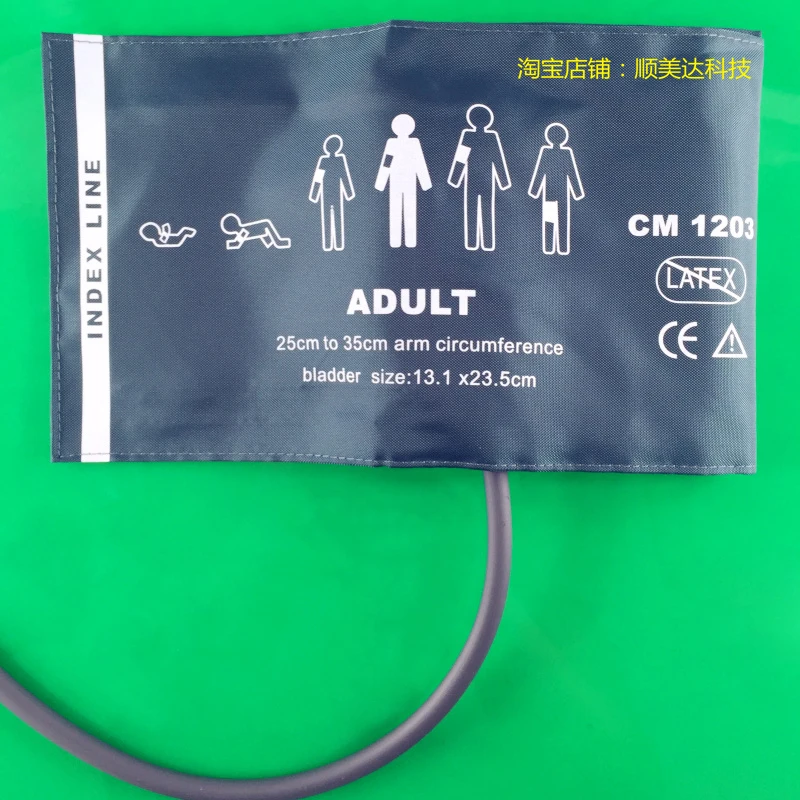 淘宝店铺：顺美达科技
INDEX LINE
CM 1203
LATEX
CE
ADULT
25cm to 35cm arm circumference
bladder size:13.1 x23.5cm